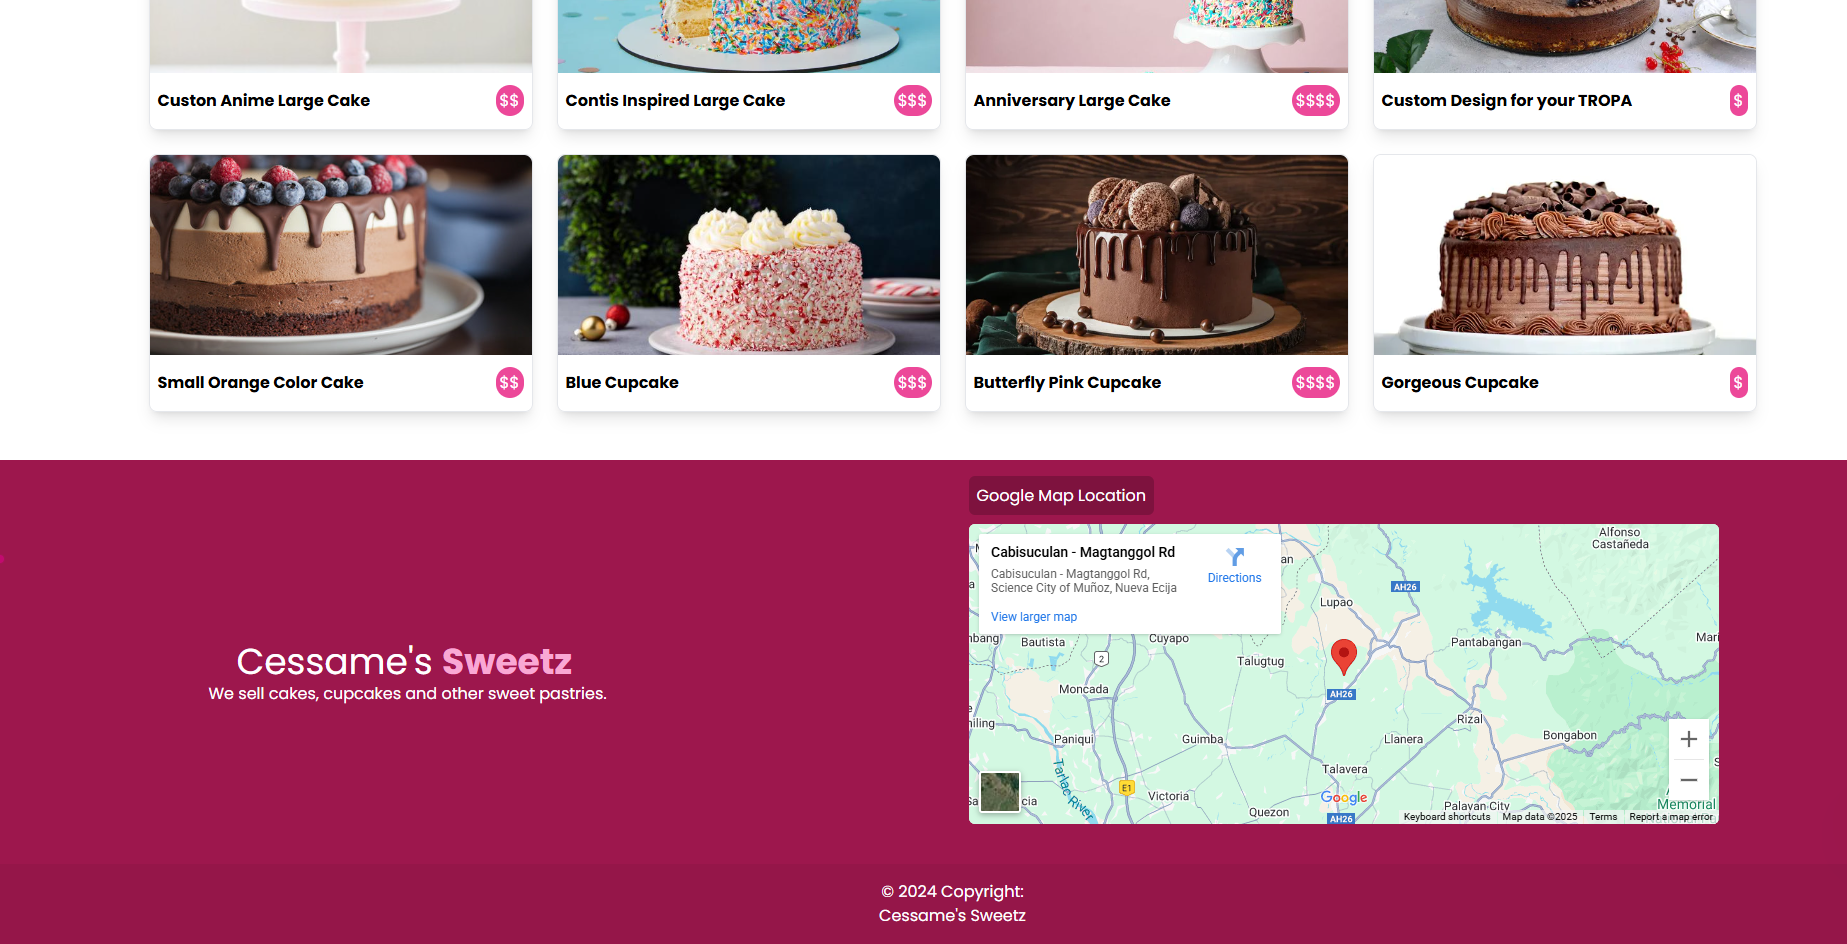 Custon Anime Large Cake
$$
Contis Inspired Large Cake
$$$
Anniversary Large Cake
$$$$
Custom Design for your TROPA
$
Small Orange Color Cake
$$
Blue Cupcake
$$$
Butterfly Pink Cupcake
$$$$
Gorgeous Cupcake
$
Cessame's Sweetz
We sell cakes, cupcakes and other sweet pastries.
Google Map Location
Cabisuculan - Magtanggol Rd
Cabisuculan - Magtanggol Rd,
Science City of Muñoz, Nueva Ecija
Directions
View larger map
Alfonso
Castañeda
AH26
Lupao
Bautista
Cuyapo
2
Talugtug
Pantabangan
Moncada
AH26
Rizal
Paniqui
Guimba
Llanera
Bongabon
Tarlac River
Talavera
E1
Victoria
Google
Quezon
Palayan City
Memorial
AH26
Keyboard shortcuts
Map data ©2025
Terms
Report a map error
© 2024 Copyright:
Cessame's Sweetz